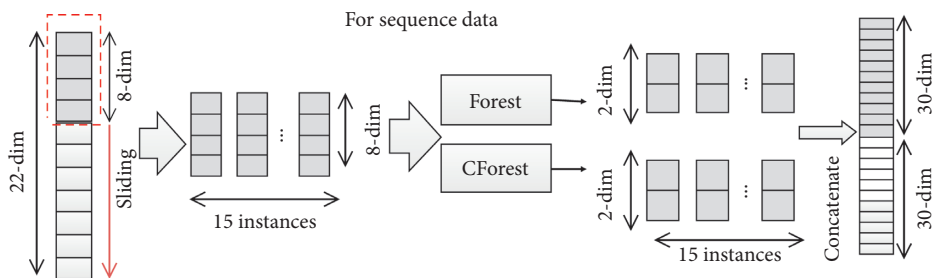 For sequence data
22-dim
8-dim
Sliding
...
15 instances
8-dim
Forest
CForest
2-dim
...
2-dim
...
15 instances
Concatenate
30-dim
30-dim